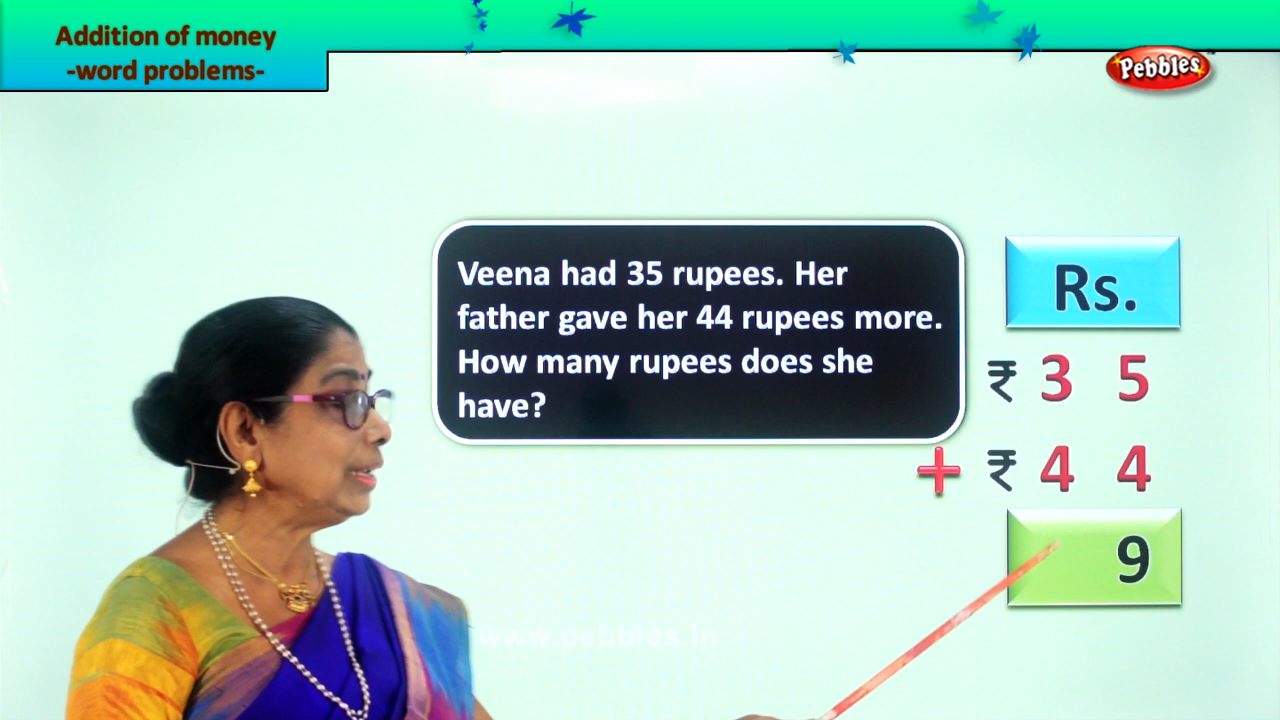 Addition of money
-word problems-
Pebbles
Veena had 35 rupees. Her
father gave her 44 rupees more.
How many rupees does she
have?
Rs.
₹ 3 5
+ ₹ 4 4
9
www.pebbles.in